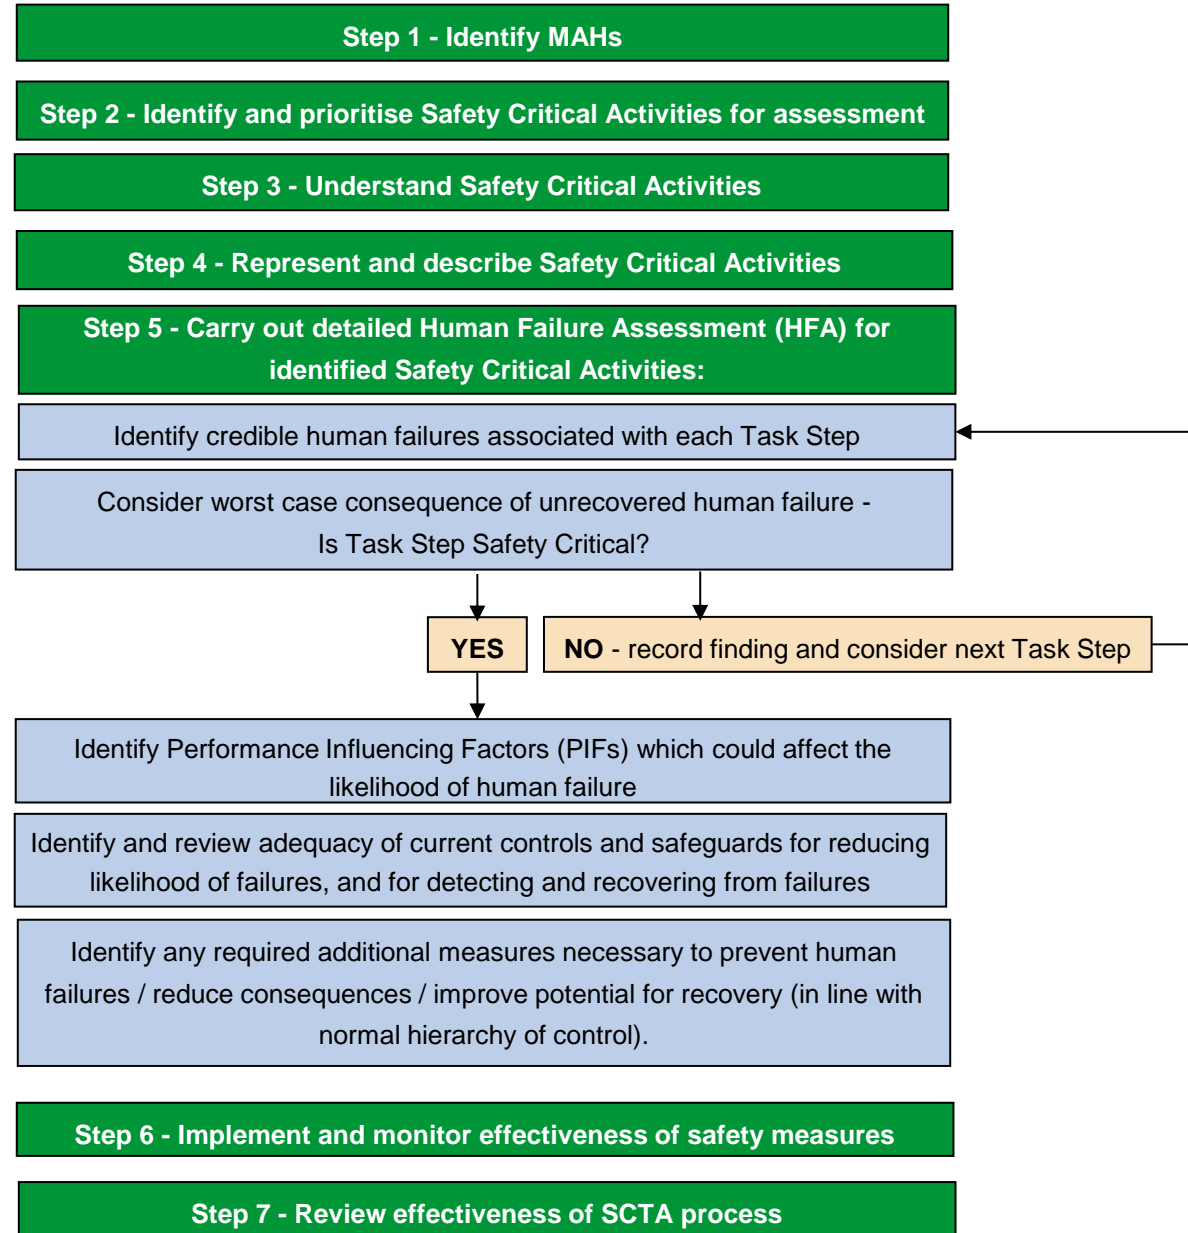 Step 1 - Identify MAHs
Step 2 - Identify and prioritise Safety Critical Activities for assessment
Step 3 - Understand Safety Critical Activities
Step 4 - Represent and describe Safety Critical Activities
Step 5 - Carry out detailed Human Failure Assessment (HFA) for
identified Safety Critical Activities:
Identify credible human failures associated with each Task Step
Consider worst case consequence of unrecovered human failure -
Is Task Step Safety Critical?
YES
NO - record finding and consider next Task Step
Identify Performance Influencing Factors (PIFs) which could affect the
likelihood of human failure
Identify and review adequacy of current controls and safeguards for reducing
likelihood of failures, and for detecting and recovering from failures
Identify any required additional measures necessary to prevent human
failures / reduce consequences / improve potential for recovery (in line with
normal hierarchy of control).
Step 6 - Implement and monitor effectiveness of safety measures
Step 7 - Review effectiveness of SCTA process